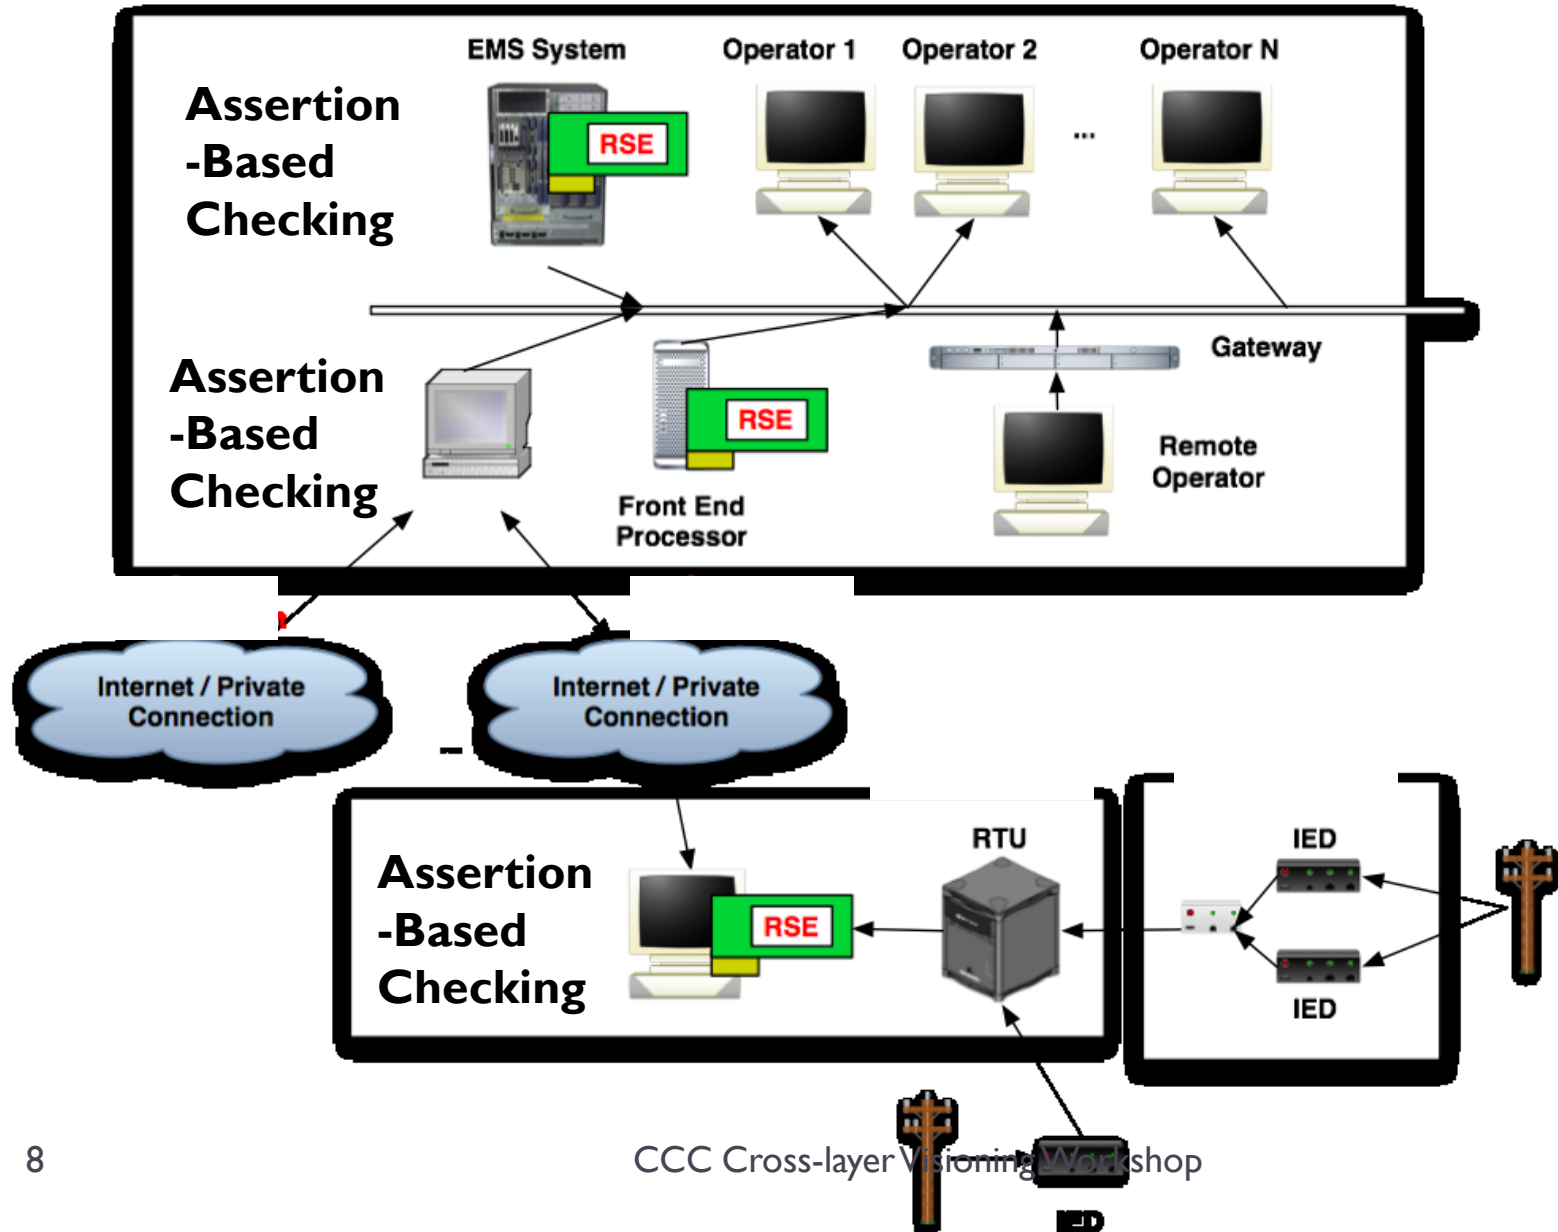 EMS System
Operator 1
Operator 2
Operator N
Assertion
-Based
Checking
RSE
...
Gateway
Assertion
-Based
Checking
RSE
Front End
Processor
Remote
Operator
Internet / Private
Connection
Internet / Private
Connection
Assertion
-Based
Checking
RSE
RTU
IED
IED
8
CCC Cross-layer Visioning Workshop
IED